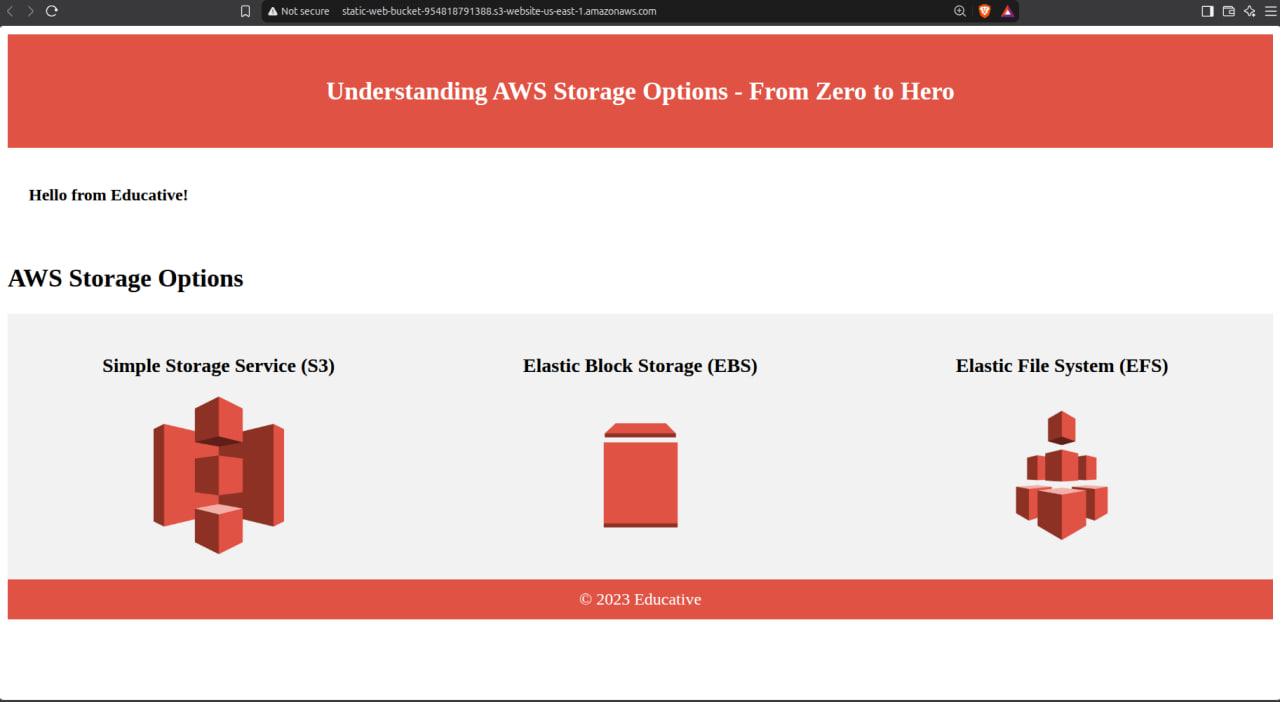 Not secure static-web-bucket-954818791388.s3-website-us-east-1.amazonaws.com
Understanding AWS Storage Options - From Zero to Hero
Hello from Educative!
AWS Storage Options
Simple Storage Service (S3)
Elastic Block Storage (EBS)
Elastic File System (EFS)
© 2023 Educative